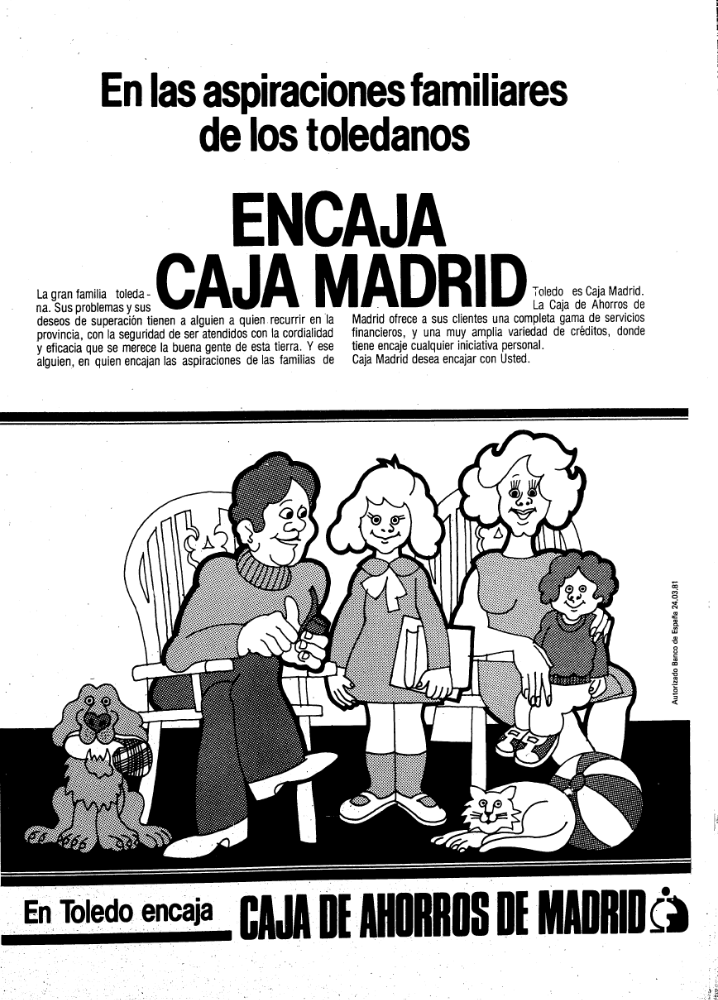 En las aspiraciones familiares
de los toledanos
ENCAJA
CAJA MADRID
La gran familia toleda-
na. Sus problemas y sus
deseos de superación tienen a alguien a quien recurrir en la
provincia, con la seguridad de ser atendidos con la cordialidad
y eficacia que se merece la buena gente de esta tierra. Y ese
alguien, en quien encajan las aspiraciones de las familias de
Toledo es Caja Madrid.
La Caja de Ahorros de
Madrid ofrece a sus clientes una completa gama de servicios
financieros, y una muy amplia variedad de créditos, donde
tiene encaje cualquier iniciativa personal.
Caja Madrid desea encajar con Usted.
Autorizado Banco de España 24.03.81
En Toledo encaja
CAJA DE AHORROS DE MADRID